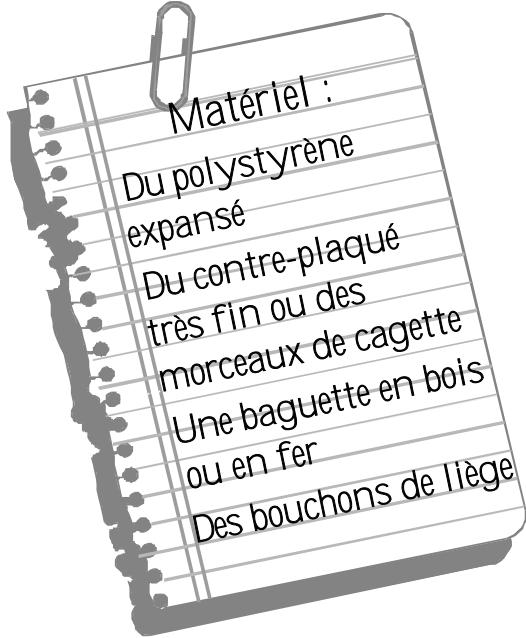 Matériel :
Du polystyrène
expansé
Du contre-plaqué
très fin ou des
morceaux de cagette
Une baguette en bois
ou en fer
Des bouchons de liège